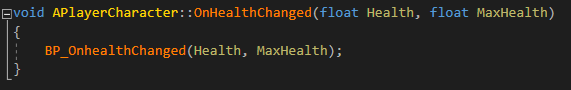 void APlayerCharacter::OnHealthChanged(float Health, float MaxHealth)
{
BP_OnhealthChanged(Health, MaxHealth);
}